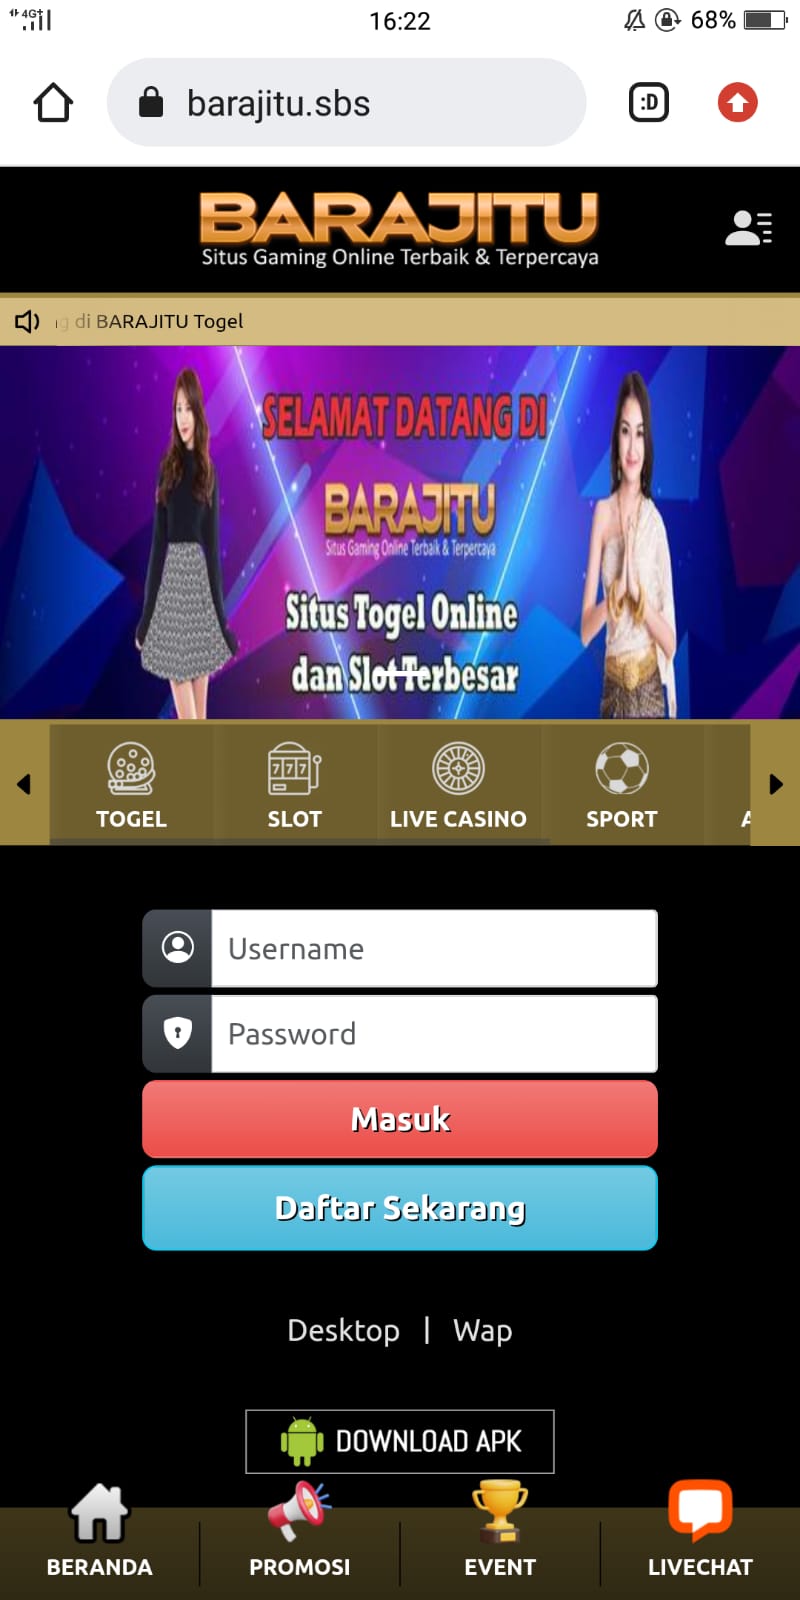 4G+
16:22
68%
barajitu.sbs
:D
BARAJITU
Situs Gaming Online Terbaik & Terpercaya
di BARAJITU Togel
SELAMAT DATANG DI
BARAJITU
Situs Gaming Online Terbaik & Terpercaya
Situs Togel Online
dan Slot Terbesar
777
TOGEL SLOT LIVE CASINO SPORT
Username
Password
Masuk
Daftar Sekarang
Desktop | Wap
DOWNLOAD APK
BERANDA PROMOSI EVENT LIVECHAT